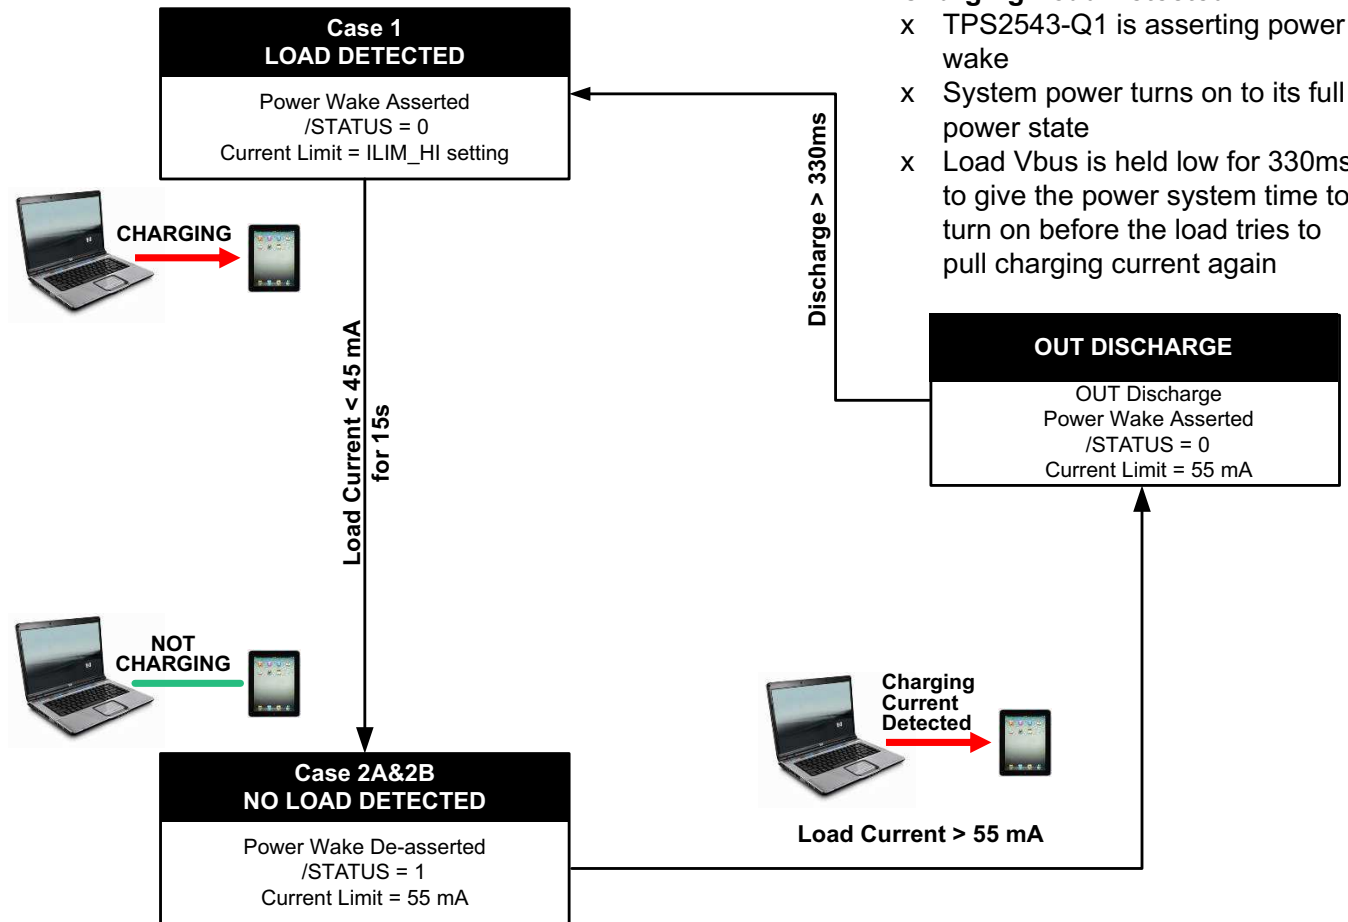 Case 1
LOAD DETECTED
Power Wake Asserted
/STATUS = 0
Current Limit = ILIM_HI setting
x TPS2543-Q1 is asserting power
wake
x System power turns on to its full
power state
x Load Vbus is held low for 330ms
to give the power system time to
turn on before the load tries to
pull charging current again
CHARGING
Discharge > 330ms
Load Current < 45 mA
for 15s
OUT DISCHARGE
OUT Discharge
Power Wake Asserted
/STATUS = 0
Current Limit = 55 mA
NOT
CHARGING
Charging
Current
Detected
Load Current > 55 mA
Case 2A&2B
NO LOAD DETECTED
Power Wake De-asserted
/STATUS = 1
Current Limit = 55 mA